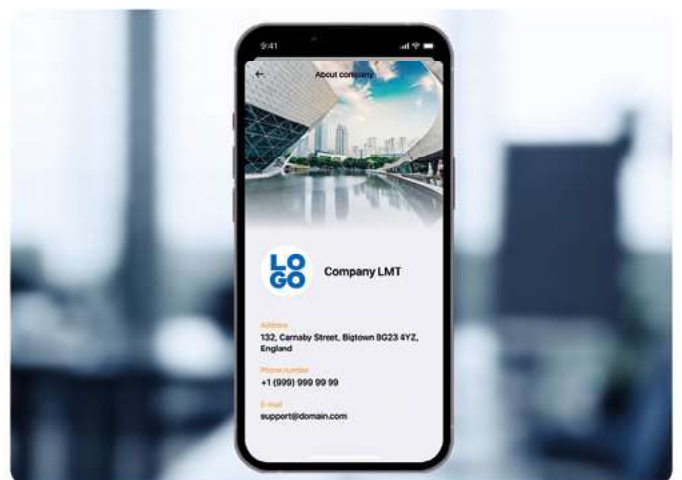 9:41
About company
LO
GO
Company LMT
Address
132, Carnaby Street, Bigtown BG23 4YZ,
England
Phone number
+1 (999) 999 99 99
E-mail
support@domain.com